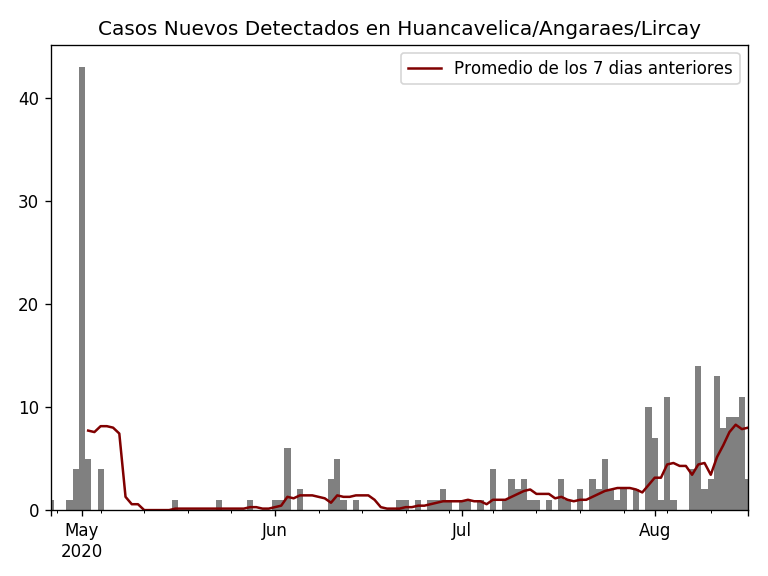 Casos Nuevos Detectados en Huancavelica/Angaraes/Lircay
Promedio de los 7 dias anteriores
40
30
20
10
0
May Jun Jul Aug
2020